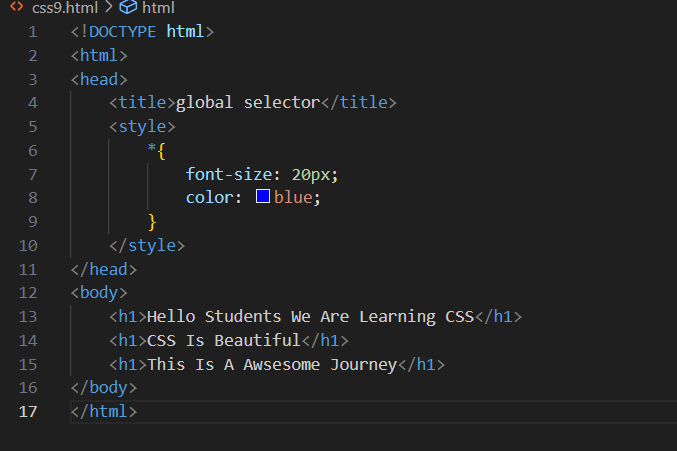 css9.html > html
1 <!DOCTYPE html>
2 <html>
3 <head>
4     <title>global selector</title>
5     <style>
6         *{
7             font-size: 20px;
8             color: blue;
9         }
10     </style>
11 </head>
12 <body>
13     <h1>Hello Students We Are Learning CSS</h1>
14     <h1>CSS Is Beautiful</h1>
15     <h1>This Is A Awsesome Journey</h1>
16 </body>
17 </html>